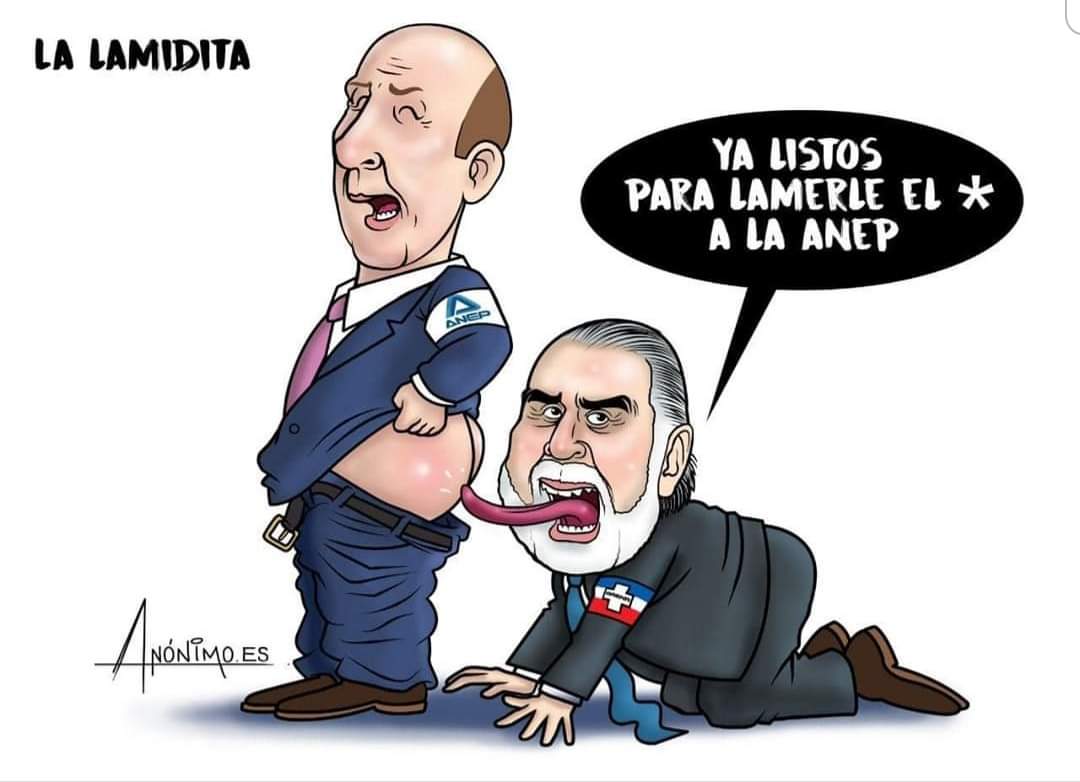 LA LAMIDITA
YA LISTOS
PARA LAMERLE EL *
A LA ANEP
ANEP
ANÓNIMO.ES